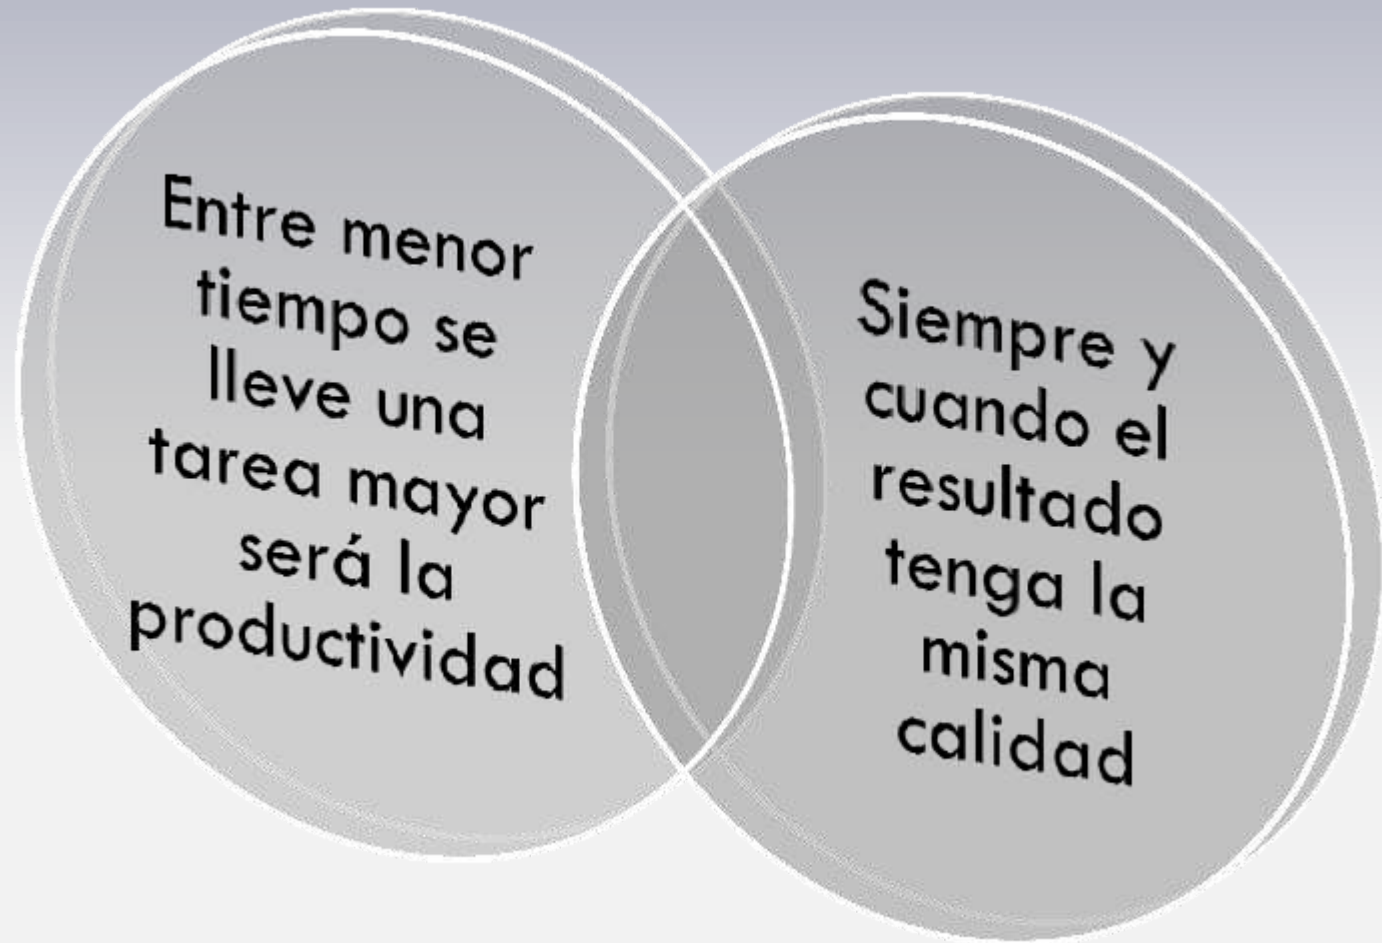 Entre menor
tiempo se
lleve una
tarea mayor
será la
productividad
Siempre y
cuando el
resultado
tenga la
misma
calidad